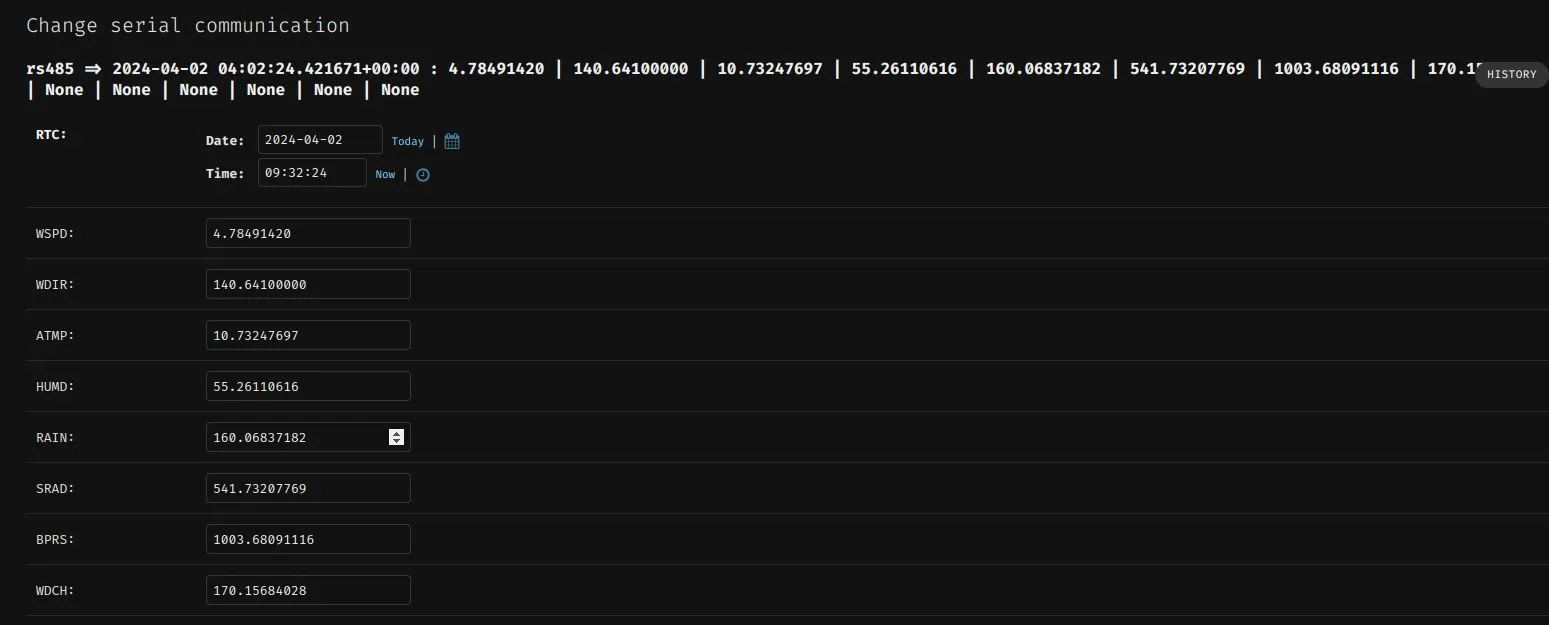 Change serial communication
rs485 => 2024-04-02 04:02:24.421671+00:00 : 4.78491420 | 140.64100000 | 10.73247697 | 55.26110616 | 160.06837182 | 541.73207769 | 1003.68091116 | 170.15
HISTORY
| None | None | None | None | None | None
RTC:
Date: 2024-04-02 Today |
Time: 09:32:24 Now |
WSPD: 4.78491420
WDIR: 140.64100000
ATMP: 10.73247697
HUMD: 55.26110616
RAIN: 160.06837182
SRAD: 541.73207769
BPRS: 1003.68091116
WDCH: 170.15684028